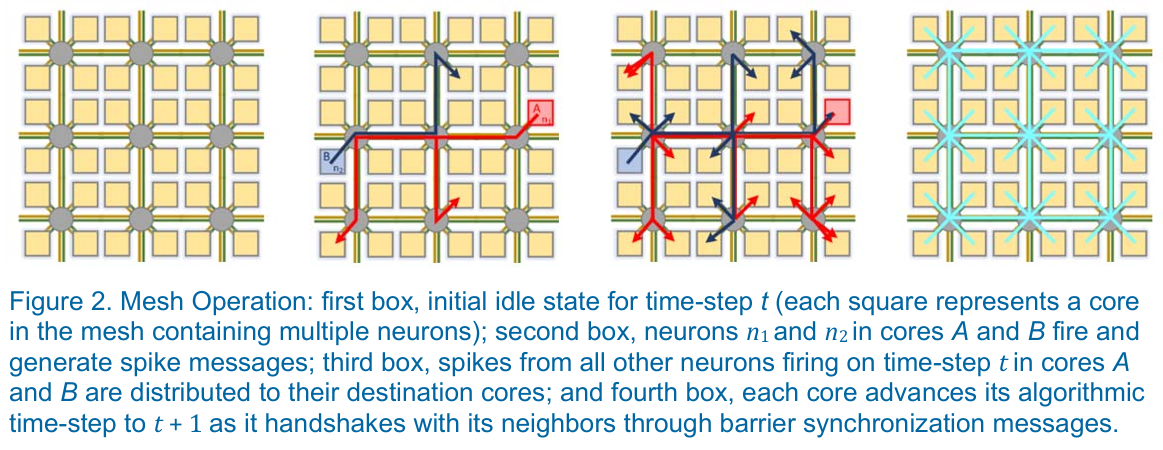 A
n₁
B
n₂
Figure 2. Mesh Operation: first box, initial idle state for time-step t (each square represents a core
in the mesh containing multiple neurons); second box, neurons n₁ and n₂ in cores A and B fire and
generate spike messages; third box, spikes from all other neurons firing on time-step t in cores A
and B are distributed to their destination cores; and fourth box, each core advances its algorithmic
time-step to t + 1 as it handshakes with its neighbors through barrier synchronization messages.